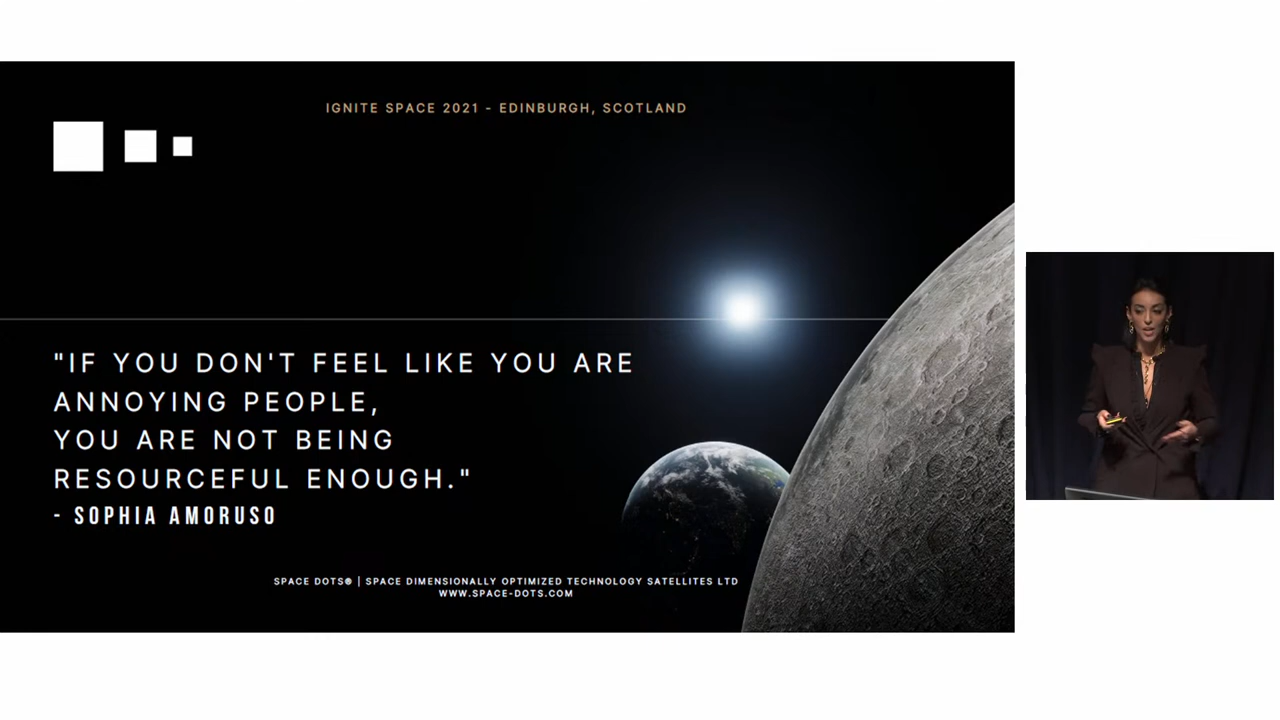 IGNITE SPACE 2021 - EDINBURGH, SCOTLAND
"IF YOU DON'T FEEL LIKE YOU ARE
ANNOYING PEOPLE,
YOU ARE NOT BEING
RESOURCEFUL ENOUGH."
- SOPHIA AMORUSO
SPACE DOTS® | SPACE DIMENSIONALLY OPTIMIZED TECHNOLOGY SATELLITES LTD
WWW.SPACE-DOTS.COM